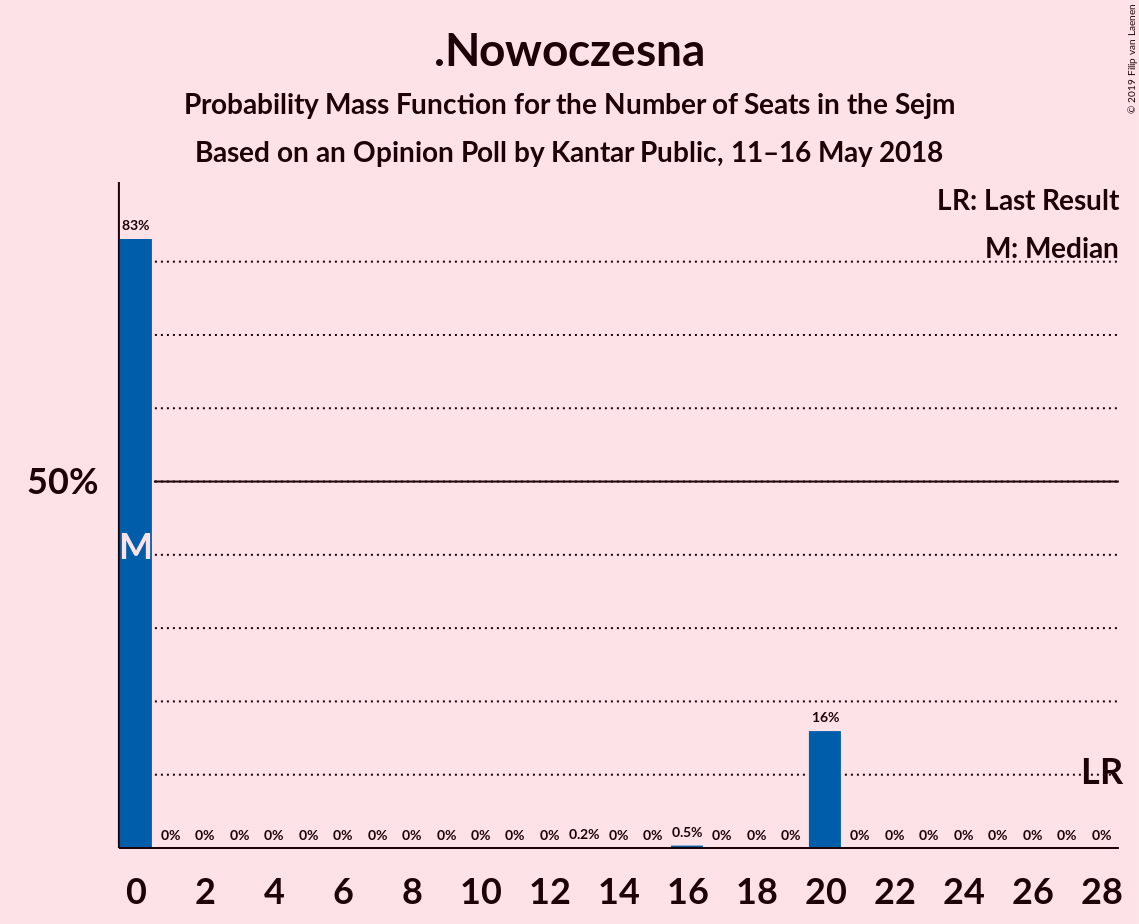 .Nowoczesna
Probability Mass Function for the Number of Seats in the Sejm
Based on an Opinion Poll by Kantar Public, 11–16 May 2018
© 2019 Filip van Laenen
LR: Last Result
M: Median
83%
50%
M
16%
LR
0% 0% 0% 0% 0% 0% 0% 0% 0% 0% 0% 0% 0.2% 0% 0% 0.5% 0% 0% 0% 0% 0% 0% 0% 0% 0% 0% 0%
0 2 4 6 8 10 12 14 16 18 20 22 24 26 28